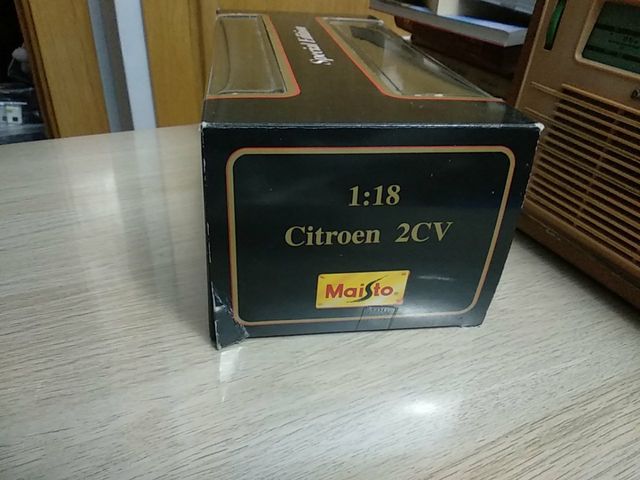 Special Edition
1:18
Citroen 2CV
Maisto